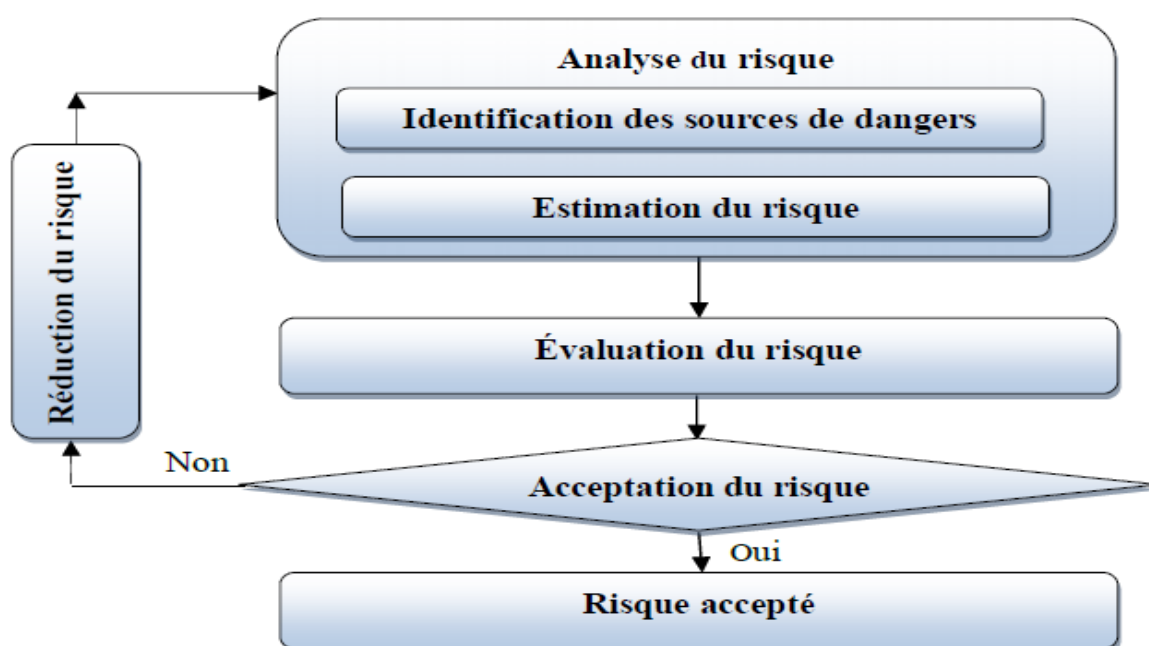 Analyse du risque
Identification des sources de dangers
Estimation du risque
Réduction du risque
Évaluation du risque
Non
Acceptation du risque
Oui
Risque accepté